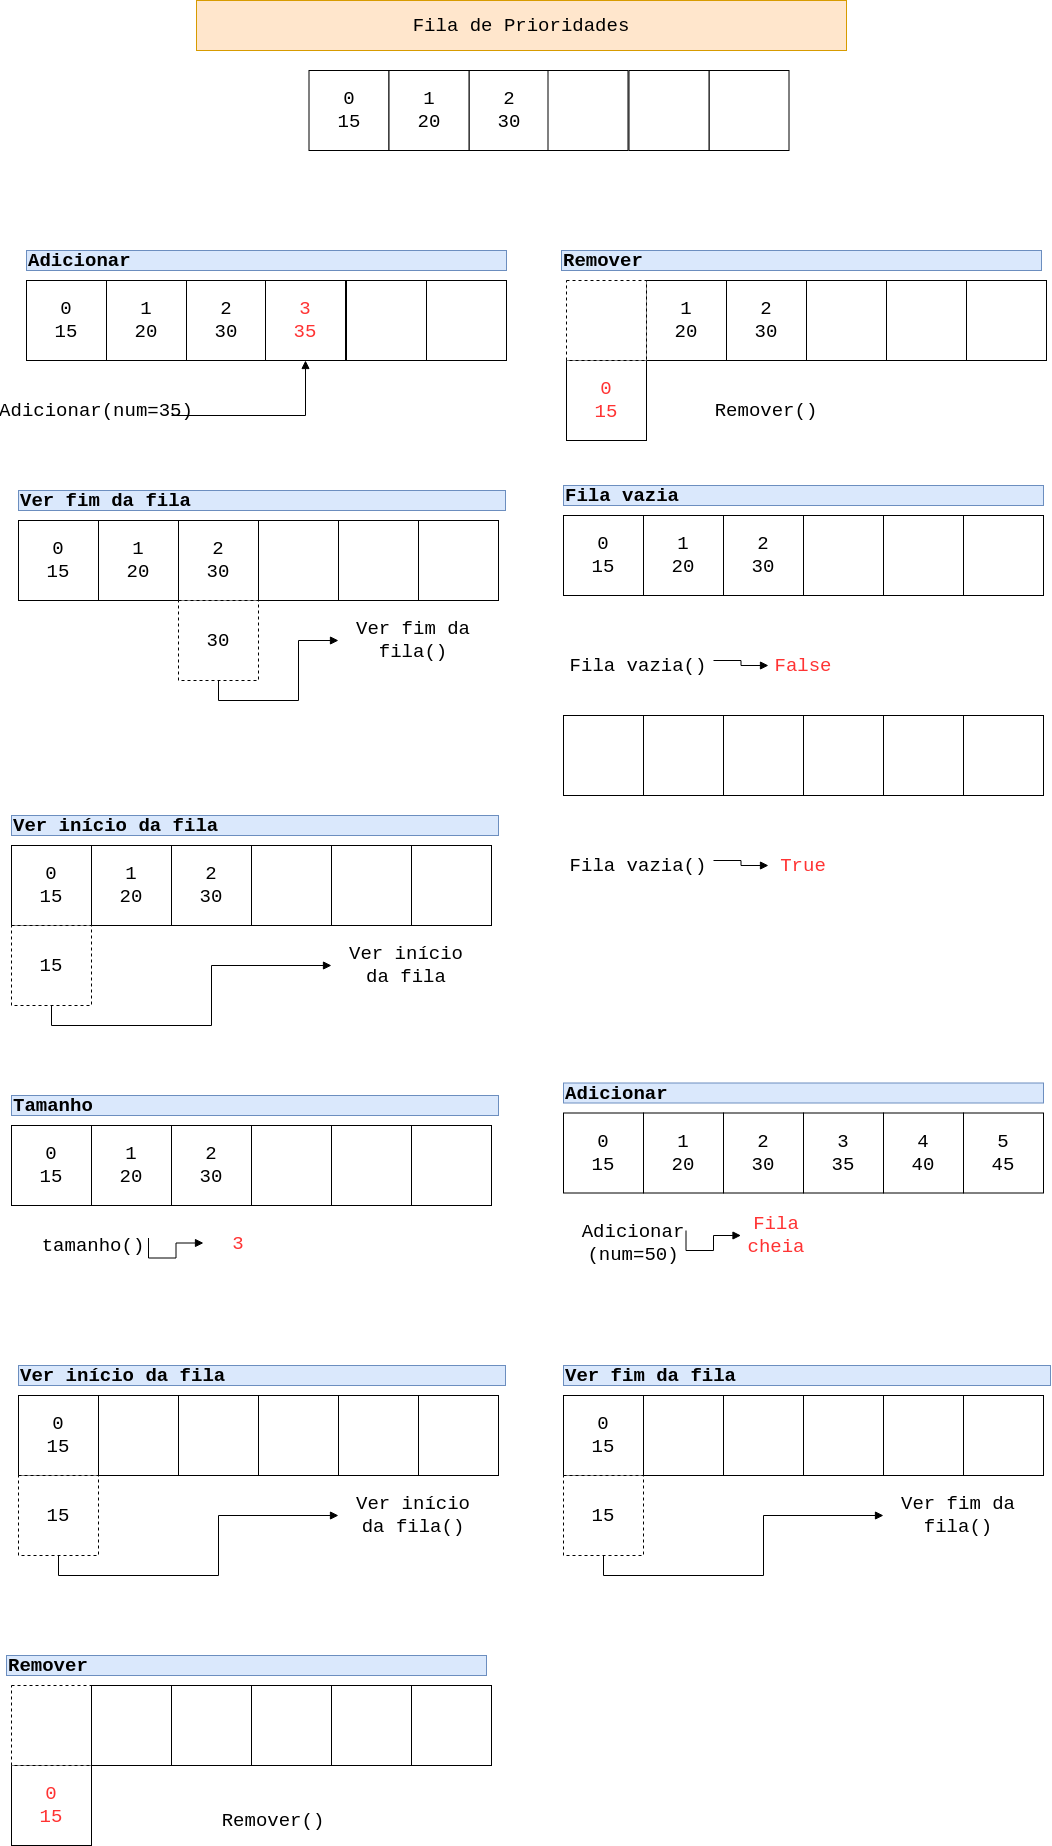 Fila de Prioridades
0 1 2
15 20 30
Adicionar
0 1 2 3
15 20 30 35
Adicionar(num=35)
Remover
1 2
20 30
0
15
Remover()
Ver fim da fila
0 1 2
15 20 30
30
Ver fim da
fila()
Fila vazia
0 1 2
15 20 30
Fila vazia() False
Fila vazia() True
Ver início da fila
0 1 2
15 20 30
15
Ver início
da fila
Tamanho
0 1 2
15 20 30
tamanho() 3
Adicionar
0 1 2 3 4 5
15 20 30 35 40 45
Adicionar
(num=50)
Fila
cheia
Ver início da fila
0
15
15
Ver início
da fila()
Ver fim da fila
0
15
15
Ver fim da
fila()
Remover
0
15
Remover()